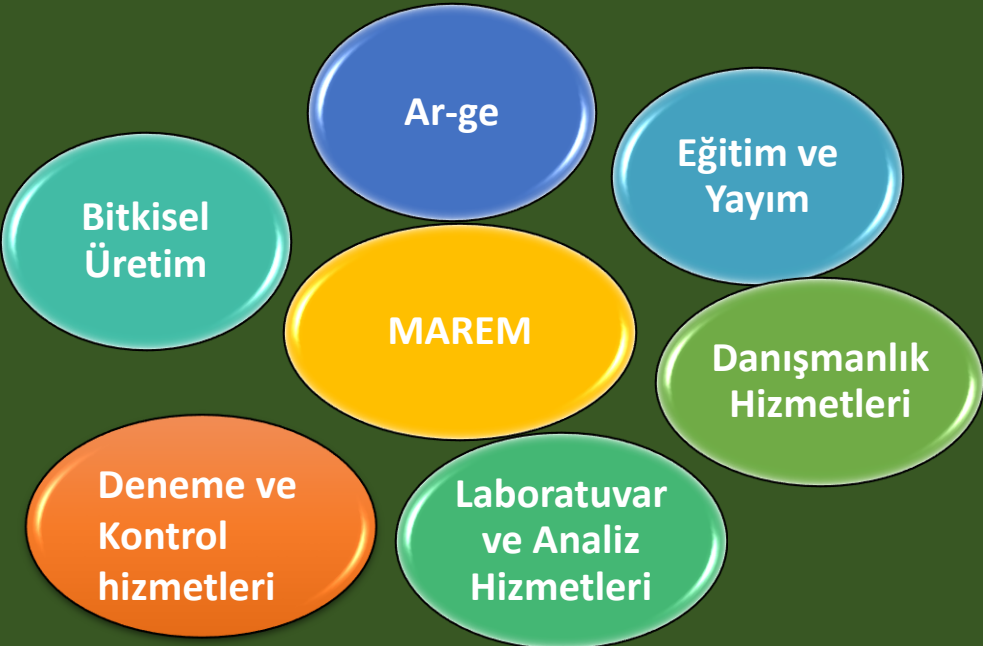 Ar-ge
Eğitim ve
Yayım
Bitkisel
Üretim
MAREM
Danışmanlık
Hizmetleri
Deneme ve
Kontrol
hizmetleri
Laboratuvar
ve Analiz
Hizmetleri